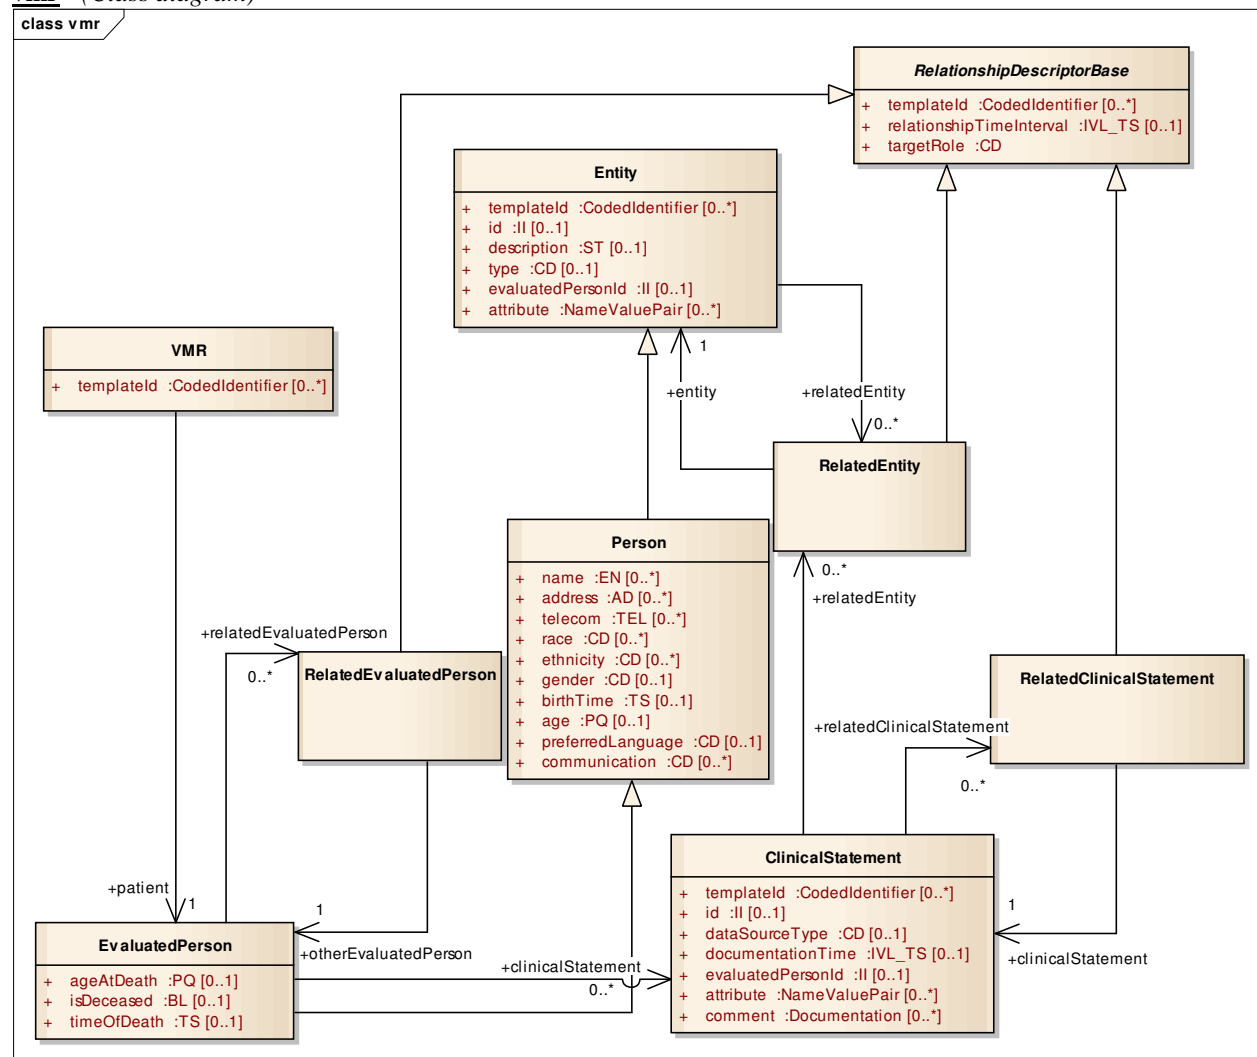 vmr (Class diagram)
class vmr
RelationshipDescriptorBase
+ templateId :CodedIdentifier [0..*]
+ relationshipTimeInterval :IVL_TS [0..1]
+ targetRole :CD
Entity
+ templateId :CodedIdentifier [0..*]
+ id :II [0..1]
+ description :ST [0..1]
+ type :CD [0..1]
+ evaluatedPersonId :II [0..1]
+ attribute :NameValuePair [0..*]
VMR
+ templateId :CodedIdentifier [0..*]
1
+entity
+relatedEntity
0..*
RelatedEntity
Person
+ name :EN [0..*]
+ address :AD [0..*]
+ telecom :TEL [0..*]
+ race :CD [0..*]
+ ethnicity :CD [0..*]
+ gender :CD [0..1]
+ birthTime :TS [0..1]
+ age :PQ [0..1]
+ preferredLanguage :CD [0..1]
+ communication :CD [0..*]
0..*
+relatedEntity
+relatedEvaluatedPerson
0..*
RelatedEvaluatedPerson
RelatedClinicalStatement
+relatedClinicalStatement
0..*
ClinicalStatement
+ templateId :CodedIdentifier [0..*]
+ id :II [0..1]
+ dataSourceType :CD [0..1]
+ documentationTime :IVL_TS [0..1]
+ evaluatedPersonId :II [0..1]
+ attribute :NameValuePair [0..*]
+ comment :Documentation [0..*]
1
+clinicalStatement
+patient
1
1
+otherEvaluatedPerson
EvaluatedPerson
+ ageAtDeath :PQ [0..1]
+ isDeceased :BL [0..1]
+ timeOfDeath :TS [0..1]
+clinicalStatement
0..*